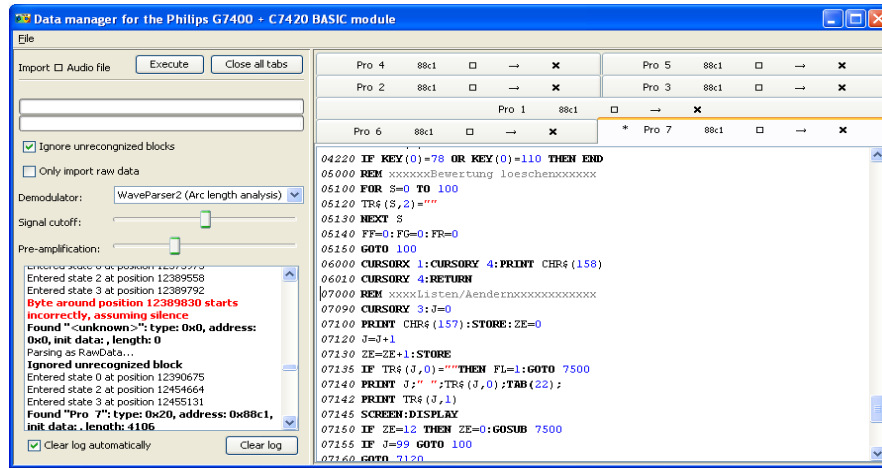 Data manager for the Philips G7400 + C7420 BASIC module
File
Import □ Audio file
Execute
Close all tabs
Ignore unrecongnized blocks
Only import raw data
Demodulator:
WaveParser2 (Arc length analysis)
Signal cutoff:
Pre-amplification:
Entered state 2 at position 12389558
Entered state 3 at position 12389792
Byte around position 12389830 starts
incorrectly, assuming silence
Found "<unknown>": type: 0x0, address:
0x0, init data: , length: 0
Parsing as RawData...
Ignored unrecognized block
Entered state 0 at position 12390675
Entered state 2 at position 12454664
Entered state 3 at position 12455131
Found "Pro  7": type: 0x20, address: 0x88c1,
init data: , length: 4106
Clear log automatically
Clear log
Pro 4 88c1 □ → ×
Pro 5 88c1 □ → ×
Pro 2 88c1 □ → ×
Pro 3 88c1 □ → ×
Pro 1 88c1 □ → ×
Pro 6 88c1 □ → ×
* Pro 7 88c1 □ → ×
04220 IF KEY(0)=78 OR KEY(0)=110 THEN END
05000 REM xxxxxxBewertung loeschenxxxxxx
05100 FOR S=0 TO 100
05120 TR$(S,2)=""
05130 NEXT S
05140 FF=0:FG=0:FR=0
05150 GOTO 100
06000 CURSORX 1:CURSORY 4:PRINT CHR$(158)
06010 CURSORY 4:RETURN
07000 REM xxxxListen/Aendernxxxxxxxxxxxx
07090 CURSORY 3:J=0
07100 PRINT CHR$(157):STORE:ZE=0
07120 J=J+1
07130 ZE=ZE+1:STORE
07135 IF TR$(J,0)=""THEN FL=1:GOTO 7500
07140 PRINT J;" ";TR$(J,0);TAB(22);
07142 PRINT TR$(J,1)
07145 SCREEN:DISPLAY
07150 IF ZE=12 THEN ZE=0:GOSUB 7500
07155 IF J=99 GOTO 100
07160 GOTO 7120